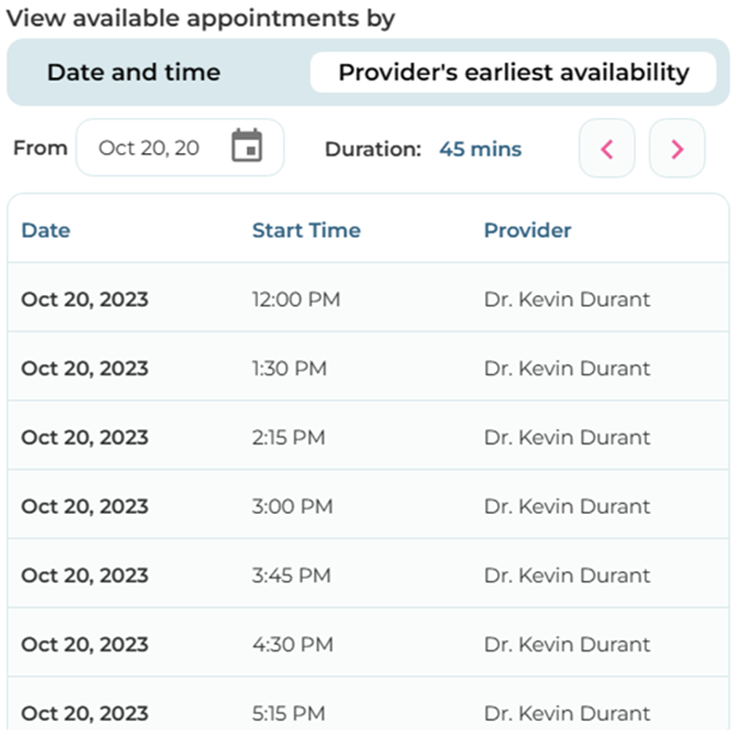 View available appointments by
Date and time Provider's earliest availability
From Oct 20, 20 Duration: 45 mins
Date Start Time Provider
Oct 20, 2023 12:00 PM Dr. Kevin Durant
Oct 20, 2023 1:30 PM Dr. Kevin Durant
Oct 20, 2023 2:15 PM Dr. Kevin Durant
Oct 20, 2023 3:00 PM Dr. Kevin Durant
Oct 20, 2023 3:45 PM Dr. Kevin Durant
Oct 20, 2023 4:30 PM Dr. Kevin Durant
Oct 20, 2023 5:15 PM Dr. Kevin Durant